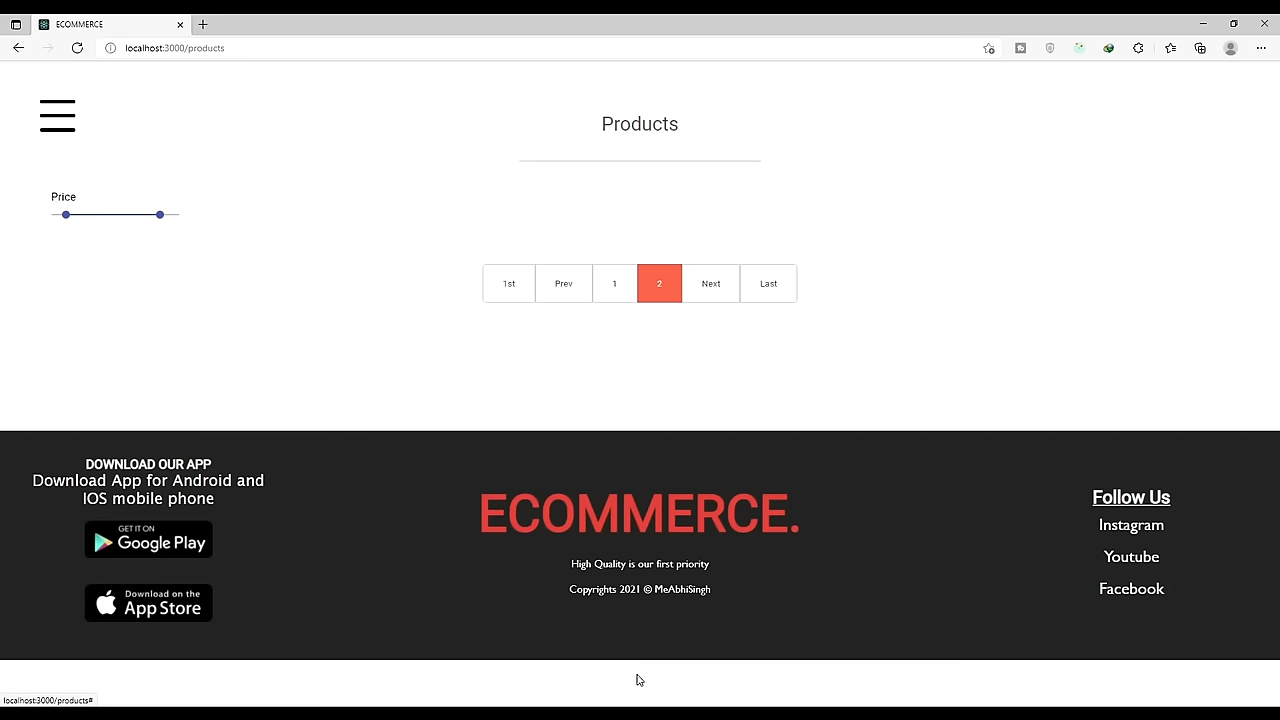 ECOMMERCE
localhost:3000/products
Products
Price
1st
Prev
1
2
Next
Last
DOWNLOAD OUR APP
Download App for Android and
IOS mobile phone
GET IT ON
Google Play
Download on the
App Store
ECOMMERCE.
High Quality is our first priority
Copyrights 2021 © MeAbhiSingh
Follow Us
Instagram
Youtube
Facebook
localhost:3000/products#